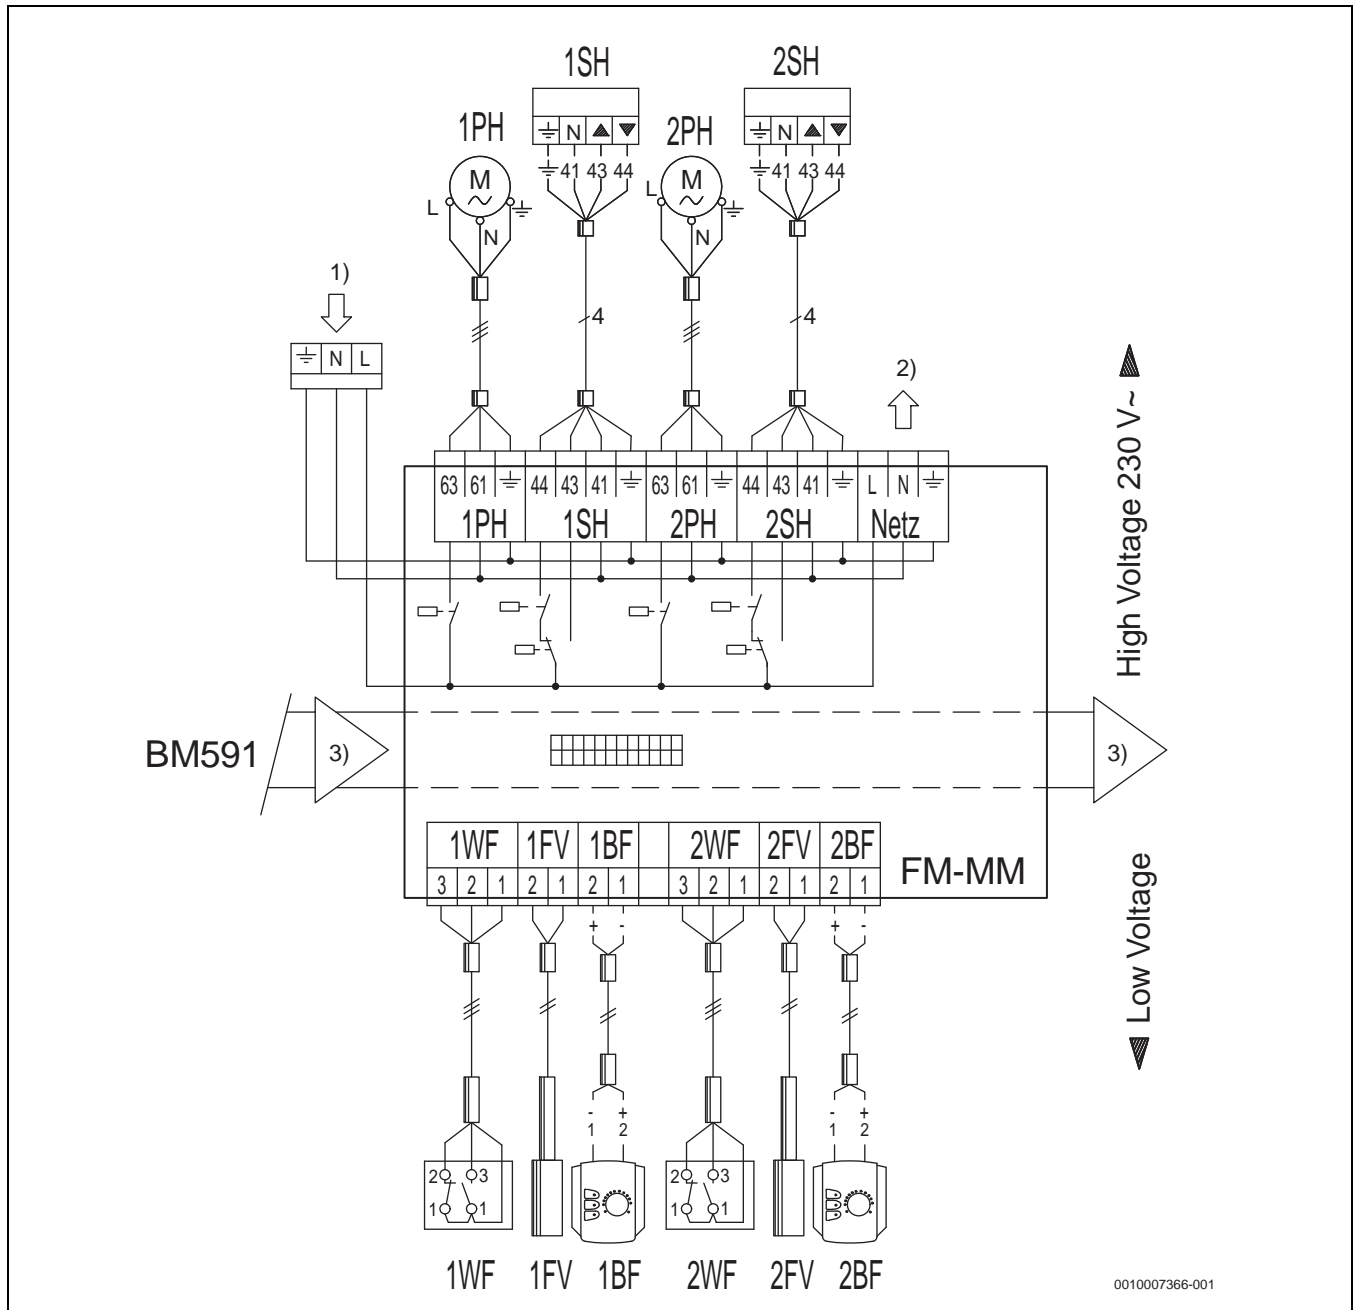 1SH
2SH
1PH
2PH
N
N
41 43 44
41 43 44
M
M
L
N
L
N
1)
4
4
N L
2)
63 61 44 43 41 63 61 44 43 41 L N
1PH 1SH 2PH 2SH Netz
High Voltage 230 V~
BM591
3)
3)
1WF 1FV 1BF 2WF 2FV 2BF
FM-MM
3 2 1 2 1 2 1 3 2 1 2 1 2 1
+ - + -
Low Voltage
- + - +
1 2 1 2
2 3 2 3
1 1 1 1
1WF 1FV 1BF 2WF 2FV 2BF
0010007366-001